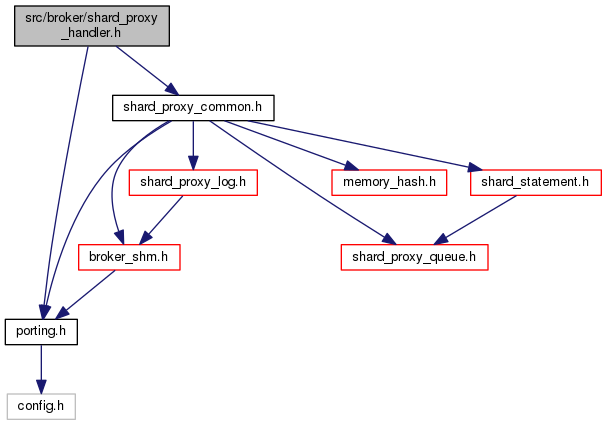 src/broker/shard_proxy
_handler.h
shard_proxy_common.h
shard_proxy_log.h
memory_hash.h
shard_statement.h
broker_shm.h
shard_proxy_queue.h
porting.h
config.h